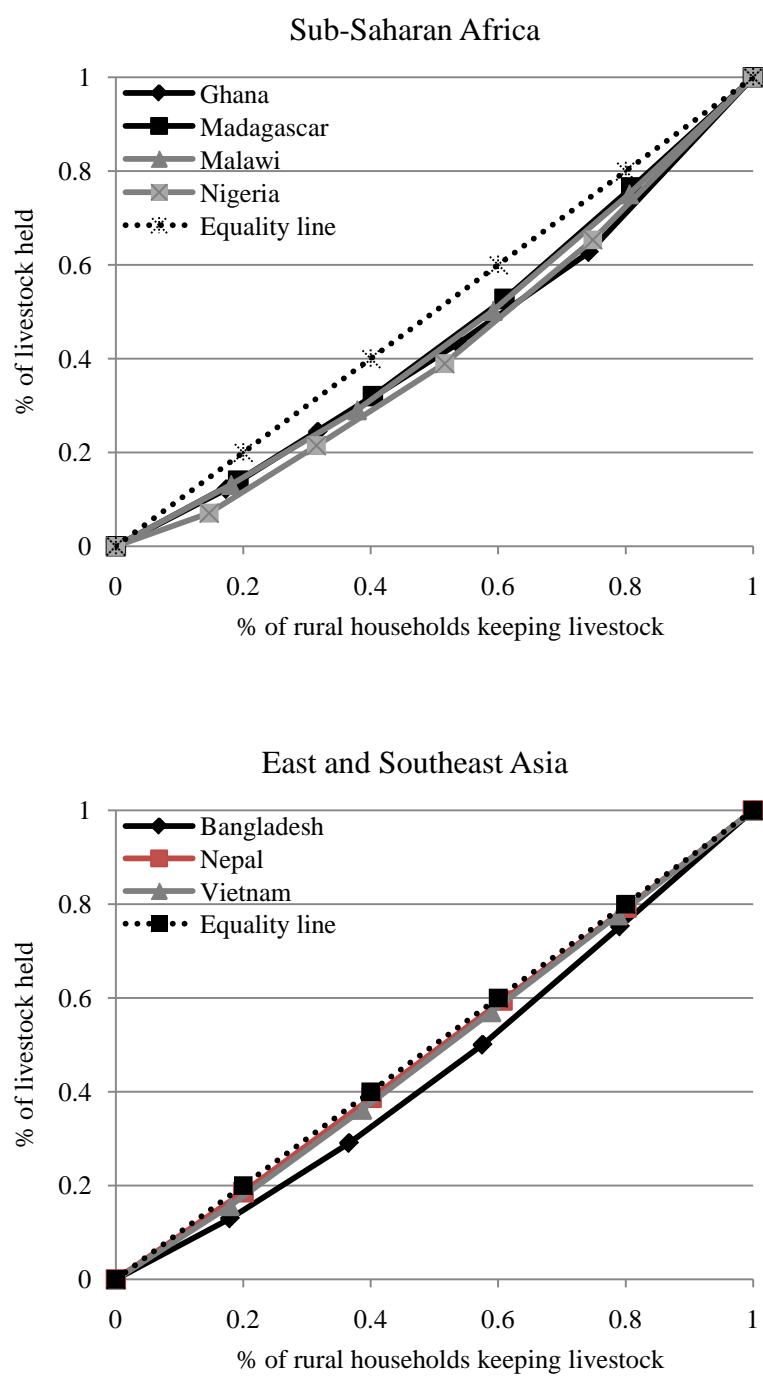 Sub-Saharan Africa
Ghana
Madagascar
Malawi
Nigeria
Equality line
1
0.8
0.6
0.4
0.2
0
% of livestock held
0 0.2 0.4 0.6 0.8 1
% of rural households keeping livestock
East and Southeast Asia
Bangladesh
Nepal
Vietnam
Equality line
1
0.8
0.6
0.4
0.2
0
% of livestock held
0 0.2 0.4 0.6 0.8 1
% of rural households keeping livestock